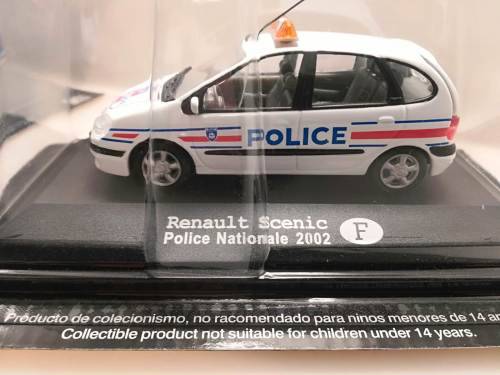 POLICE
Renault Scenic
Police Nationale 2002
F
Producto de colecionismo, no racomendado para ninos menores de 14 a
Collectible product not suitable for children under 14 years.